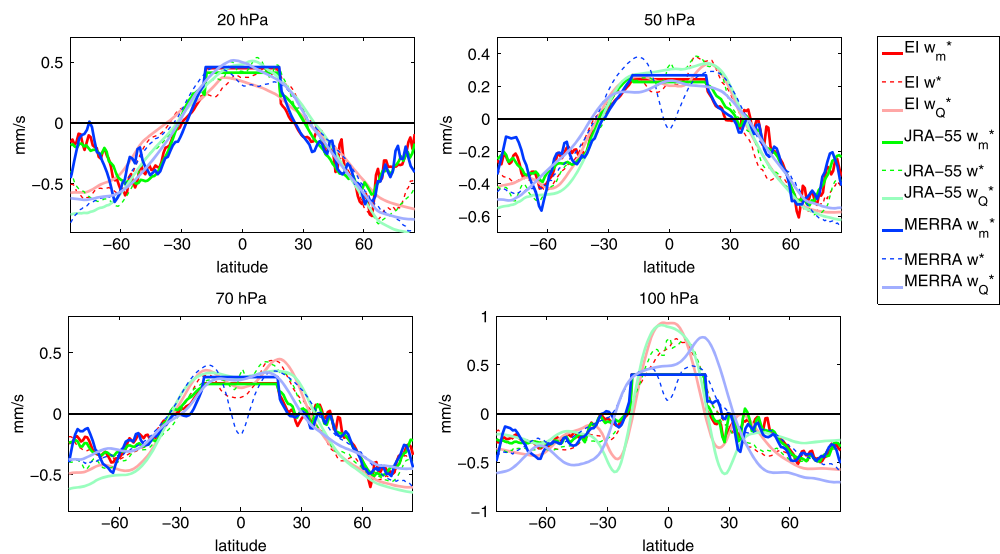 20 hPa
0.5
0
−0.5
mm/s
−60 −30 0 30 60
latitude
50 hPa
0.4
0.2
0
−0.2
−0.4
−0.6
mm/s
−60 −30 0 30 60
latitude
EI w_m^*
EI w*
EI w_Q^*
JRA−55 w_m^*
JRA−55 w*
JRA−55 w_Q^*
MERRA w_m^*
MERRA w*
MERRA w_Q^*
70 hPa
0.5
0
−0.5
mm/s
−60 −30 0 30 60
latitude
100 hPa
1
0.5
0
−0.5
−1
mm/s
−60 −30 0 30 60
latitude